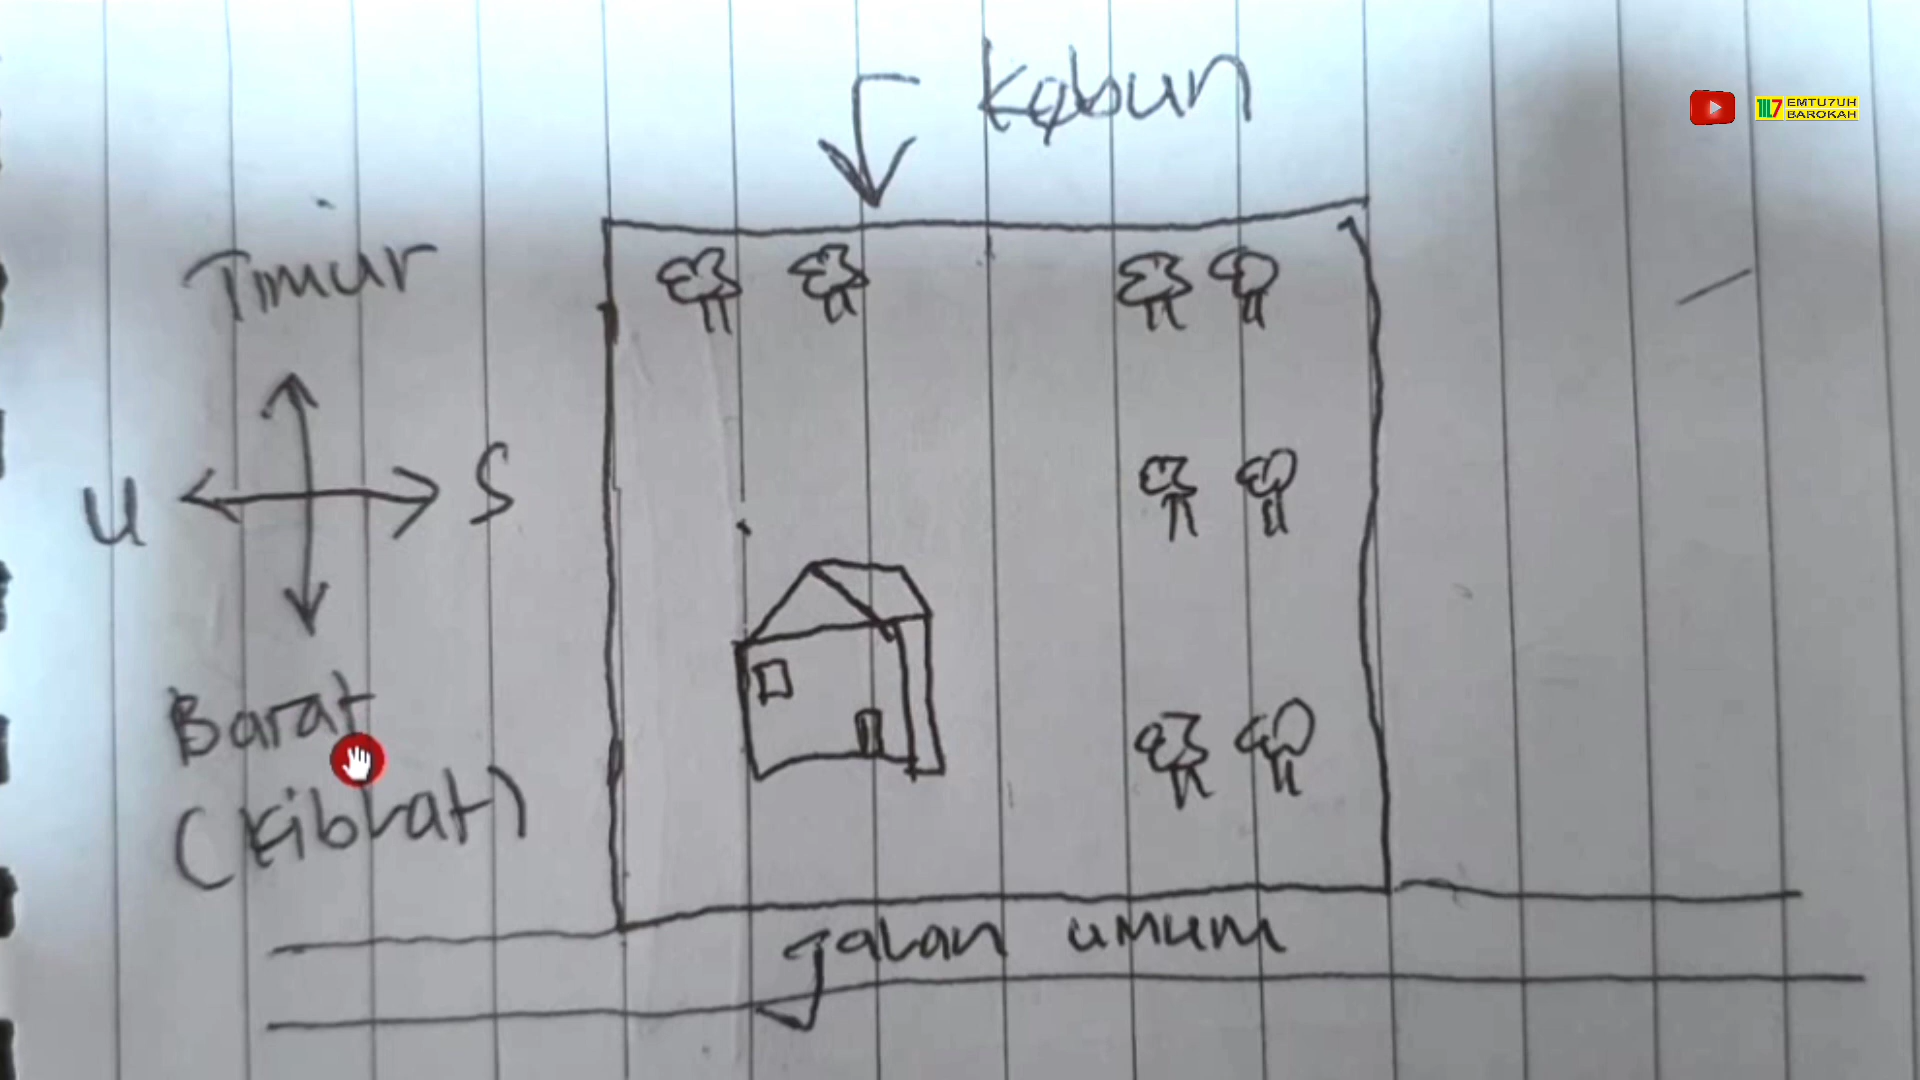 Kebun
EMTU7UH
BAROKAH
Timur
U
S
Barat
(Kiblat)
Jalan umum